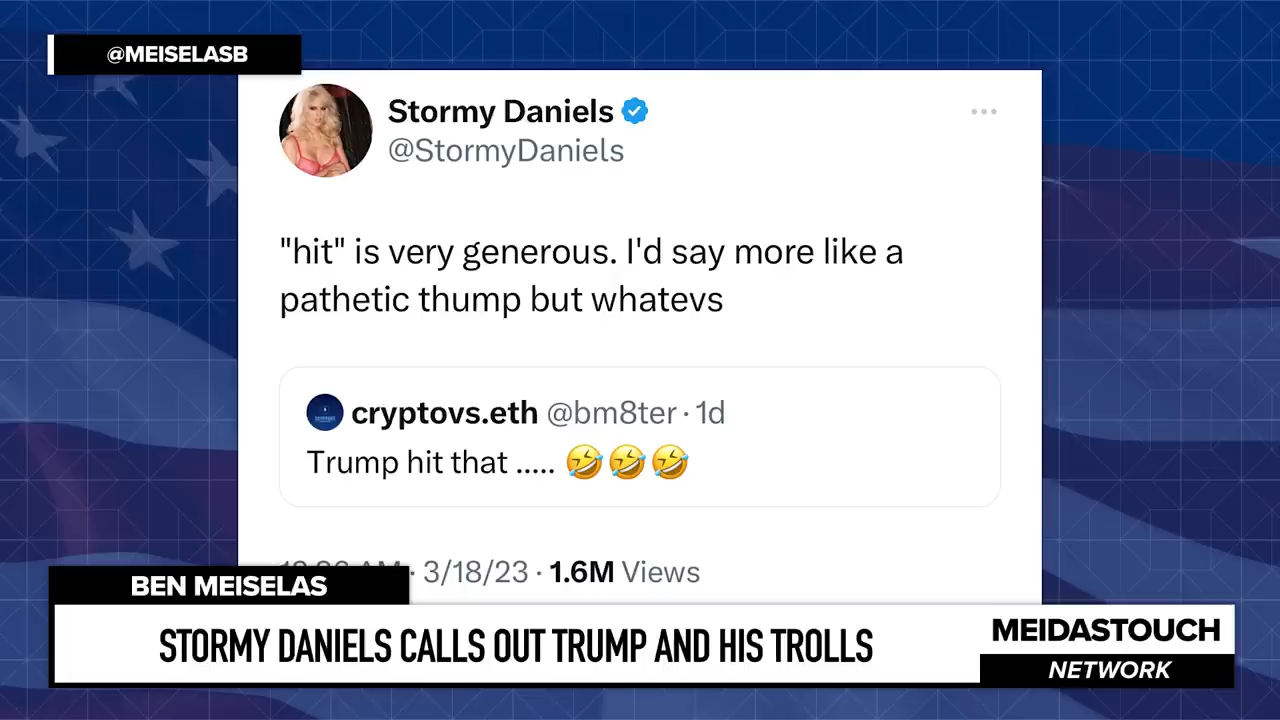 @MEISELASB
Stormy Daniels
@StormyDaniels
"hit" is very generous. I'd say more like a
pathetic thump but whatevs
cryptovs.eth @bm8ter · 1d
Trump hit that ..... 🤣🤣🤣
· 3/18/23 · 1.6M Views
BEN MEISELAS
STORMY DANIELS CALLS OUT TRUMP AND HIS TROLLS
MEIDASTOUCH
NETWORK